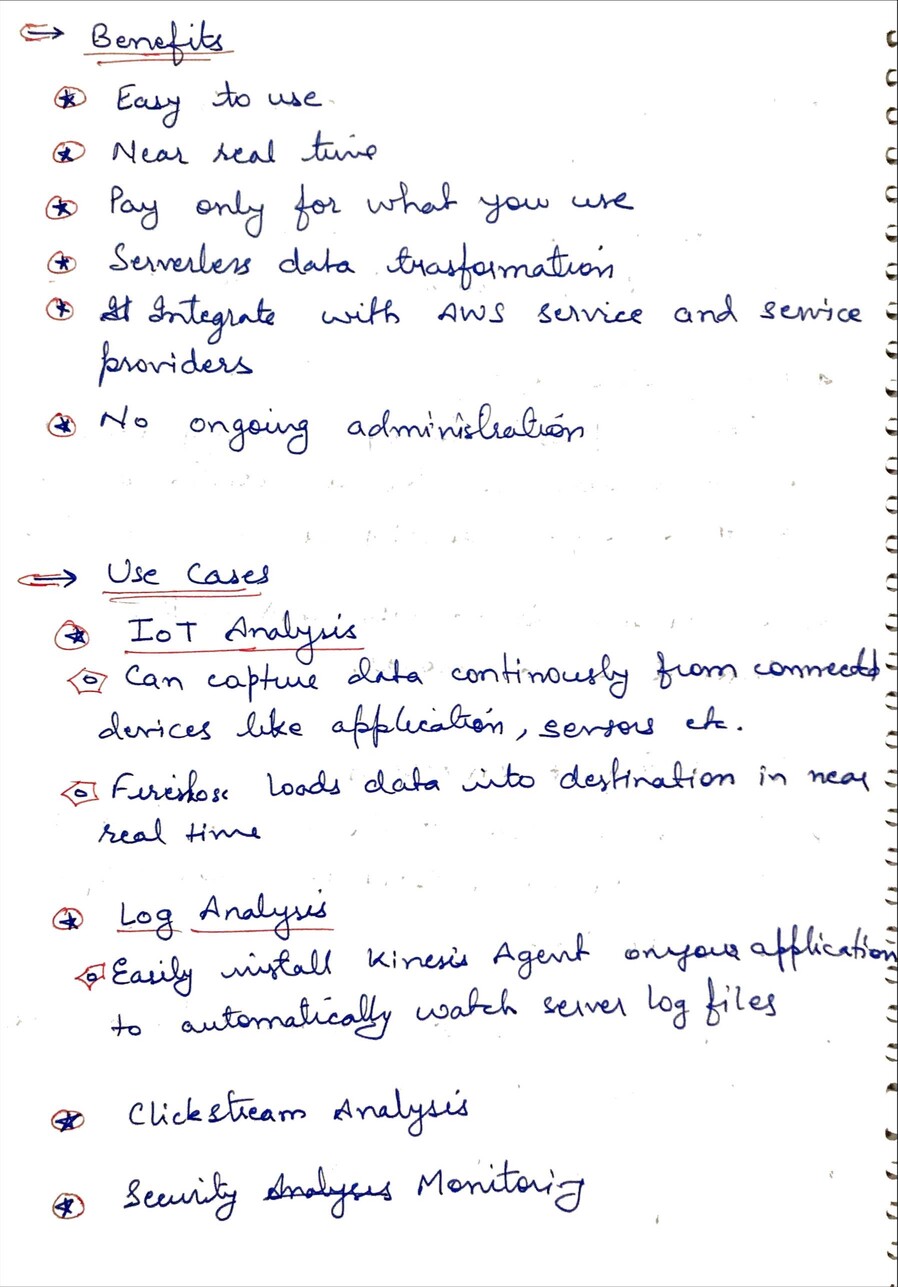 ⇒ Benefits
* Easy to use.
* Near real time
* Pay only for what you use
* Serverless data trasformation
* It Integrate with AWS service and service
providers
* No ongoing administration
⇒ Use Cases
* IoT Analysis
Can capture data continously from connected
devices like application, sensors etc.
Firehose loads data into destination in near
real time
* Log Analysis
Easily install Kinesis Agent on your application
to automatically watch server log files
* Clickstream Analysis
* Security Analyses Monitoring